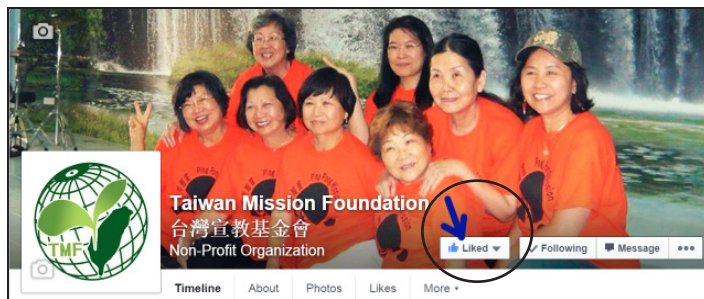 TMF
Taiwan Mission Foundation
台灣宣教基金會
Non-Profit Organization
Liked
Following
Message
Timeline
About
Photos
Likes
More